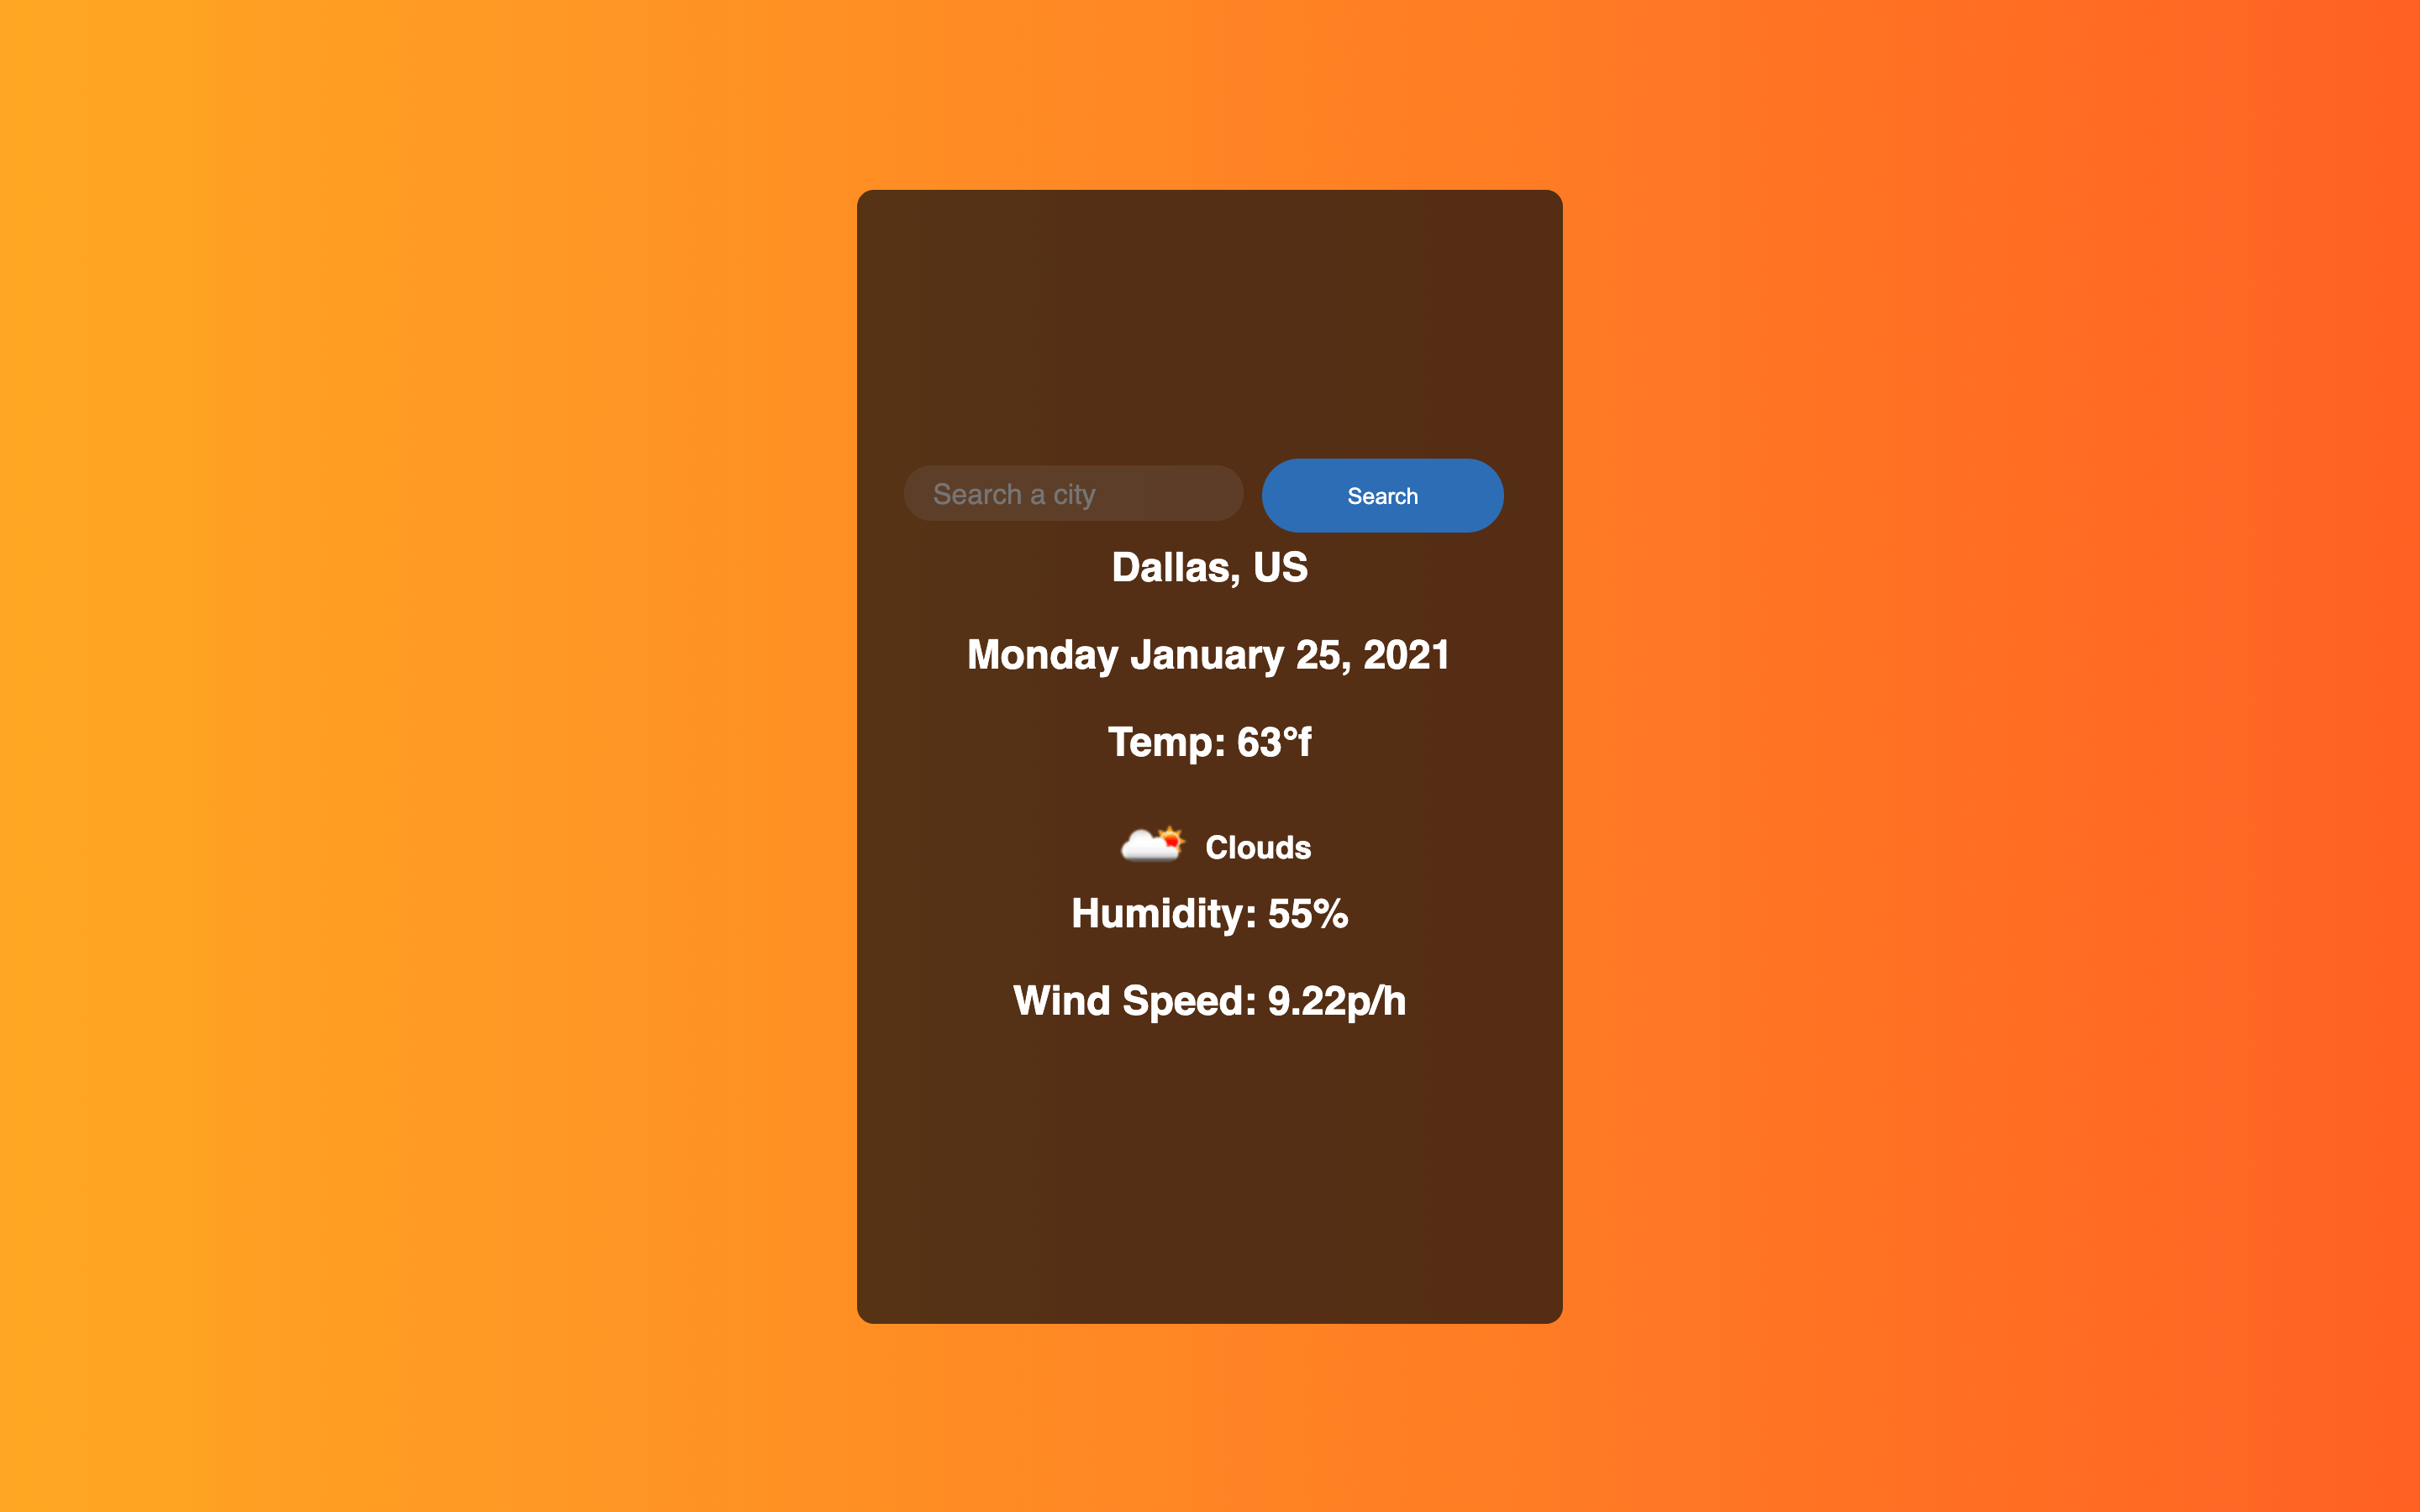 Search a city Search
Dallas, US
Monday January 25, 2021
Temp: 63°f
Clouds
Humidity: 55%
Wind Speed: 9.22p/h